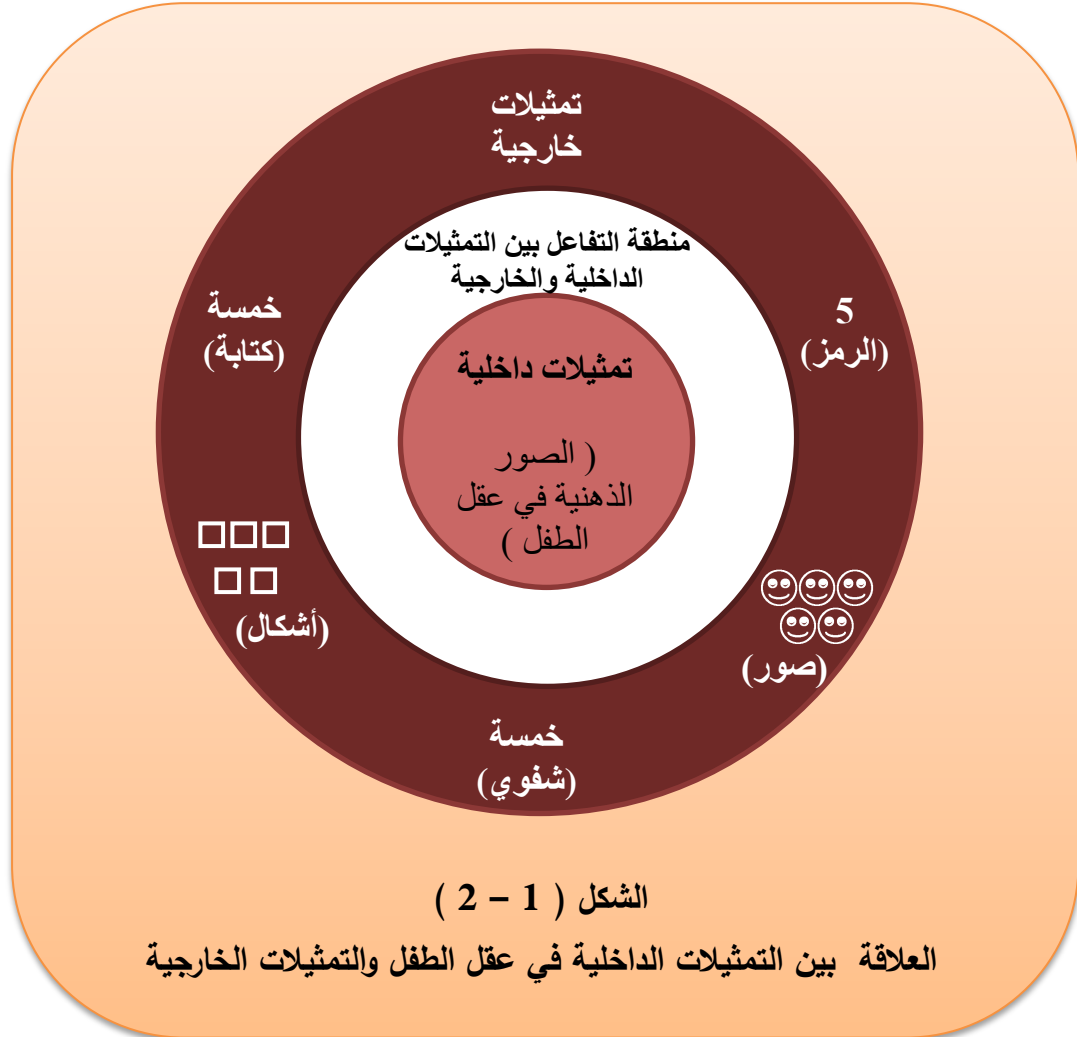 تمثيلات
خارجية
منطقة التفاعل بين التمثيلات
الداخلية والخارجية
5
(الرمز)
خمسة
(كتابة)
تمثيلات داخلية
( الصور
الذهنية في عقل
الطفل )
(صور)
(أشكال)
خمسة
(شفوي)
الشكل ( 1 – 2 )
العلاقة بين التمثيلات الداخلية في عقل الطفل والتمثيلات الخارجية